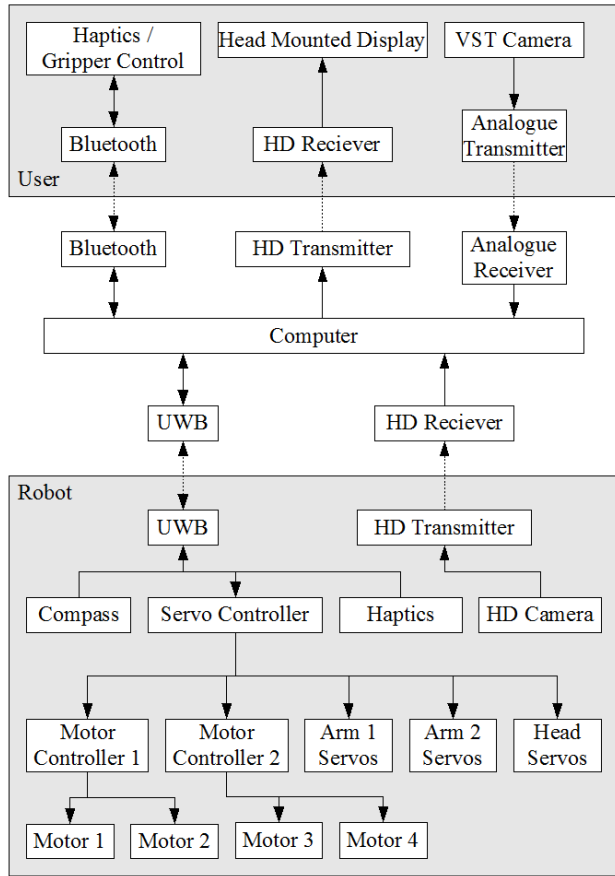 Haptics /
Gripper Control
Head Mounted Display
VST Camera
Bluetooth
HD Reciever
Analogue
Transmitter
User
Bluetooth
HD Transmitter
Analogue
Receiver
Computer
UWB
HD Reciever
Robot
UWB
HD Transmitter
Compass
Servo Controller
Haptics
HD Camera
Motor
Controller 1
Motor
Controller 2
Arm 1
Servos
Arm 2
Servos
Head
Servos
Motor 1
Motor 2
Motor 3
Motor 4